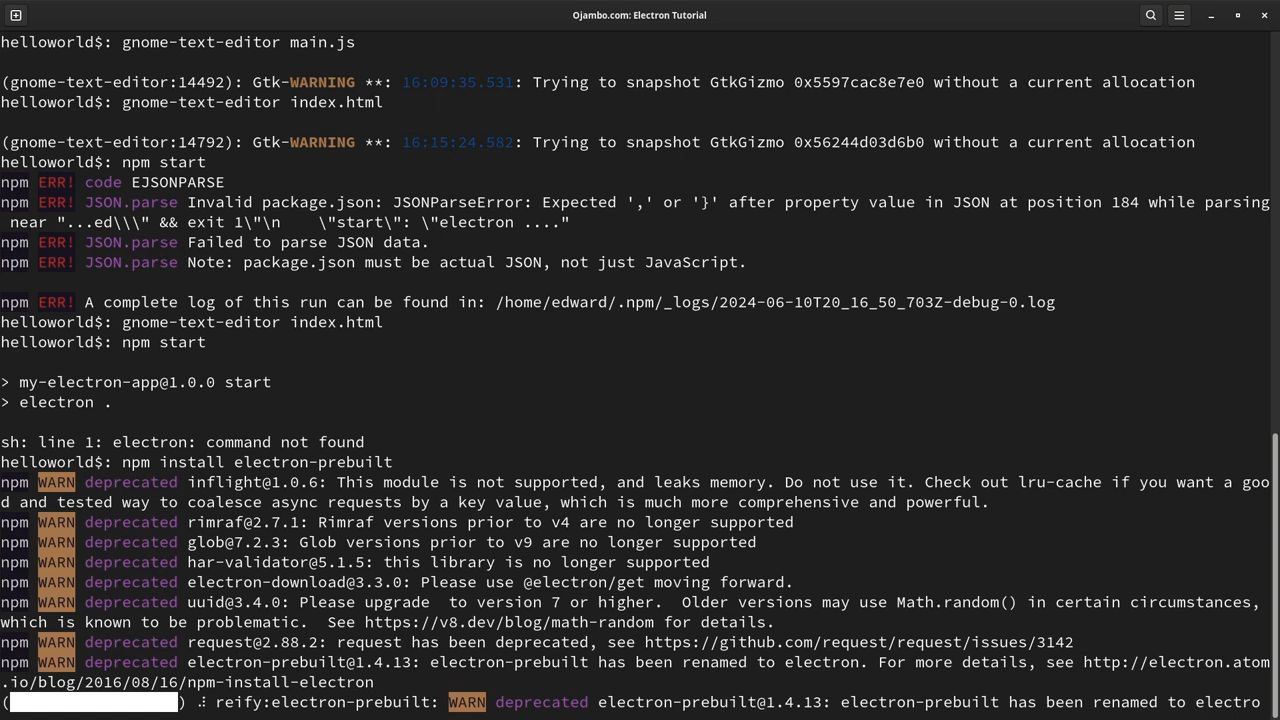 Ojambo.com: Electron Tutorial
helloworld$: gnome-text-editor main.js
(gnome-text-editor:14492): Gtk-WARNING **: 16:09:35.531: Trying to snapshot GtkGizmo 0x5597cac8e7e0 without a current allocation
helloworld$: gnome-text-editor index.html
(gnome-text-editor:14792): Gtk-WARNING **: 16:15:24.582: Trying to snapshot GtkGizmo 0x56244d03d6b0 without a current allocation
helloworld$: npm start
npm ERR! code EJSONPARSE
npm ERR! JSON.parse Invalid package.json: JSONParseError: Expected ',' or '}' after property value in JSON at position 184 while parsing
 near "...ed\\\" && exit 1\"\n    \"start\": \"electron ...."
npm ERR! JSON.parse Failed to parse JSON data.
npm ERR! JSON.parse Note: package.json must be actual JSON, not just JavaScript.
npm ERR! A complete log of this run can be found in: /home/edward/.npm/_logs/2024-06-10T20_16_50_703Z-debug-0.log
helloworld$: gnome-text-editor index.html
helloworld$: npm start
> my-electron-app@1.0.0 start
> electron .
sh: line 1: electron: command not found
helloworld$: npm install electron-prebuilt
npm WARN deprecated inflight@1.0.6: This module is not supported, and leaks memory. Do not use it. Check out lru-cache if you want a goo
d and tested way to coalesce async requests by a key value, which is much more comprehensive and powerful.
npm WARN deprecated rimraf@2.7.1: Rimraf versions prior to v4 are no longer supported
npm WARN deprecated glob@7.2.3: Glob versions prior to v9 are no longer supported
npm WARN deprecated har-validator@5.1.5: this library is no longer supported
npm WARN deprecated electron-download@3.3.0: Please use @electron/get moving forward.
npm WARN deprecated uuid@3.4.0: Please upgrade  to version 7 or higher.  Older versions may use Math.random() in certain circumstances, 
which is known to be problematic.  See https://v8.dev/blog/math-random for details.
npm WARN deprecated request@2.88.2: request has been deprecated, see https://github.com/request/request/issues/3142
npm WARN deprecated electron-prebuilt@1.4.13: electron-prebuilt has been renamed to electron. For more details, see http://electron.atom
.io/blog/2016/08/16/npm-install-electron
( ) ⠼ reify:electron-prebuilt: WARN deprecated electron-prebuilt@1.4.13: electron-prebuilt has been renamed to electro